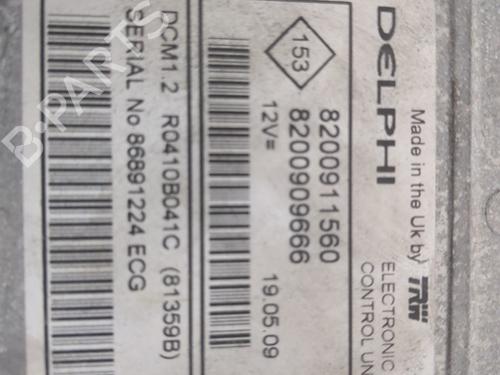 DELPHI
Made in the Uk by TRW
ELECTRONIC
CONTROL UN
153
8200911560
8200909666
12V=
19.05.09
DCM1.2 R0410B041C (81359B)
SERIAL No 86891224 ECG
B-PARTS